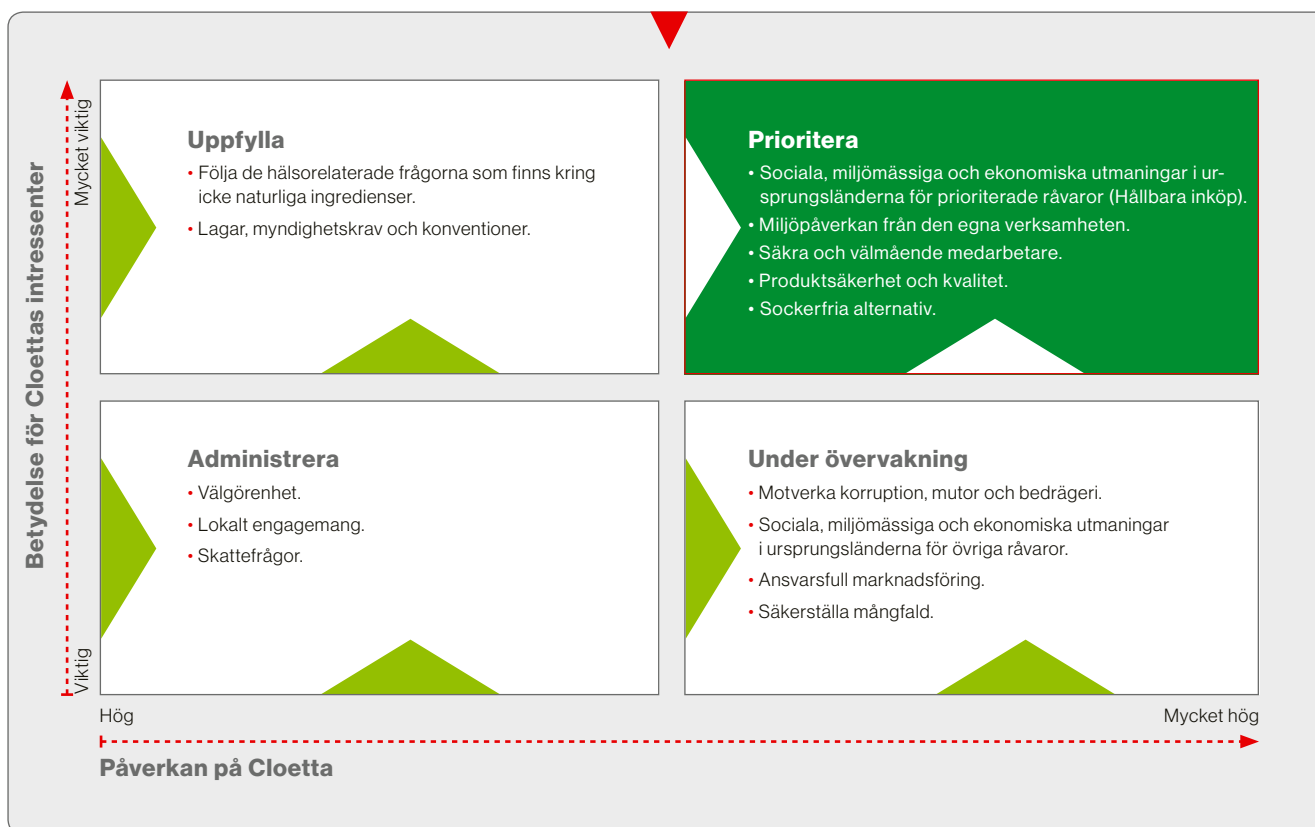 Betydelse för Cloettas intressenter
Mycket viktig
Viktig
Uppfylla
• Följa de hälsorelaterade frågorna som finns kring
icke naturliga ingredienser.
• Lagar, myndighetskrav och konventioner.
Prioritera
• Sociala, miljömässiga och ekonomiska utmaningar i ur-
sprungsländerna för prioriterade råvaror (Hållbara inköp).
• Miljöpåverkan från den egna verksamheten.
• Säkra och välmående medarbetare.
• Produktsäkerhet och kvalitet.
• Sockerfria alternativ.
Administrera
• Välgörenhet.
• Lokalt engagemang.
• Skattefrågor.
Under övervakning
• Motverka korruption, mutor och bedrägeri.
• Sociala, miljömässiga och ekonomiska utmaningar
i ursprungsländerna för övriga råvaror.
• Ansvarsfull marknadsföring.
• Säkerställa mångfald.
Hög
Mycket hög
Påverkan på Cloetta